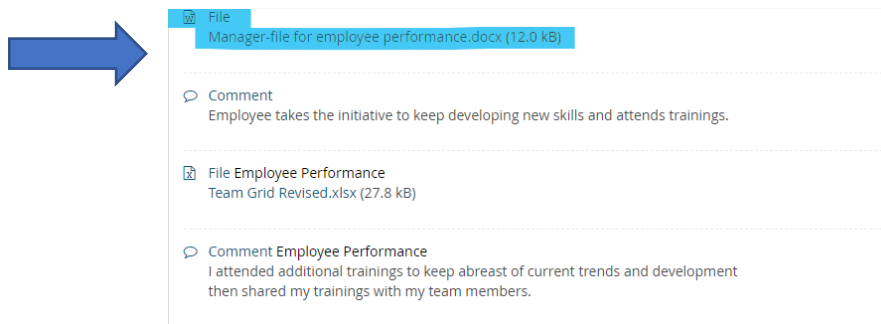 File
Manager-file for employee performance.docx (12.0 kB)
Comment
Employee takes the initiative to keep developing new skills and attends trainings.
File Employee Performance
Team Grid Revised.xlsx (27.8 kB)
Comment Employee Performance
I attended additional trainings to keep abreast of current trends and development
then shared my trainings with my team members.